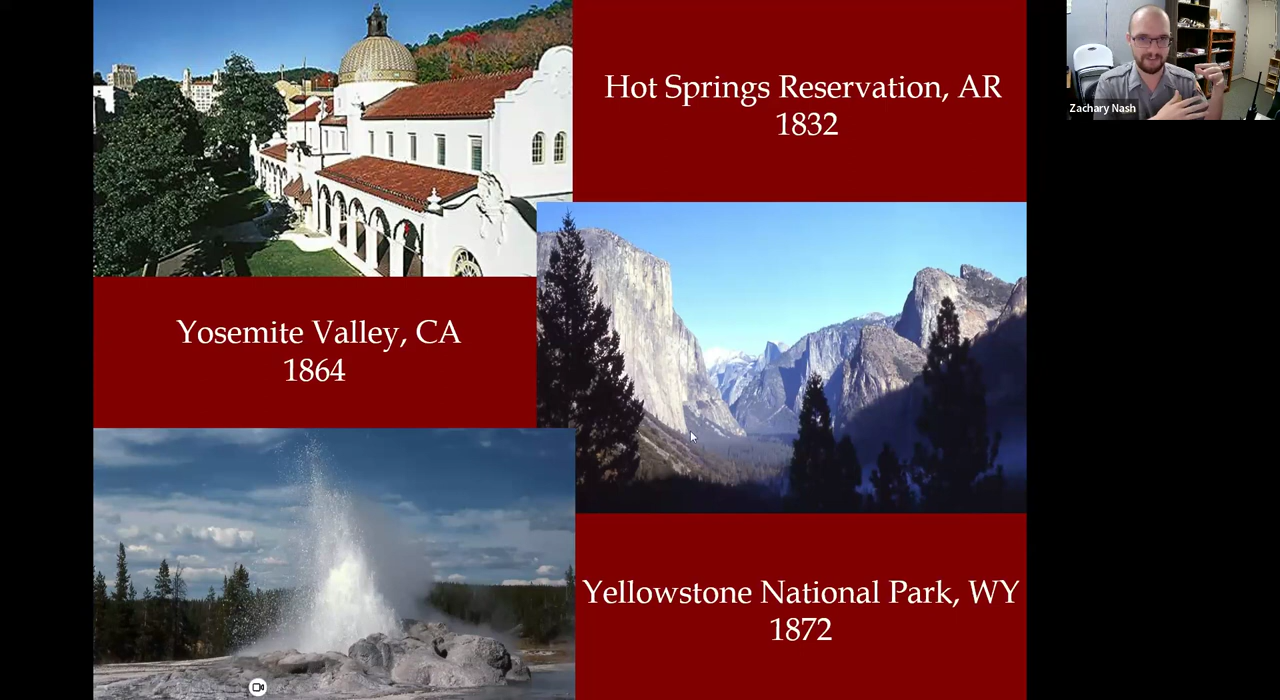 Hot Springs Reservation, AR
1832
Zachary Nash
Yosemite Valley, CA
1864
Yellowstone National Park, WY
1872